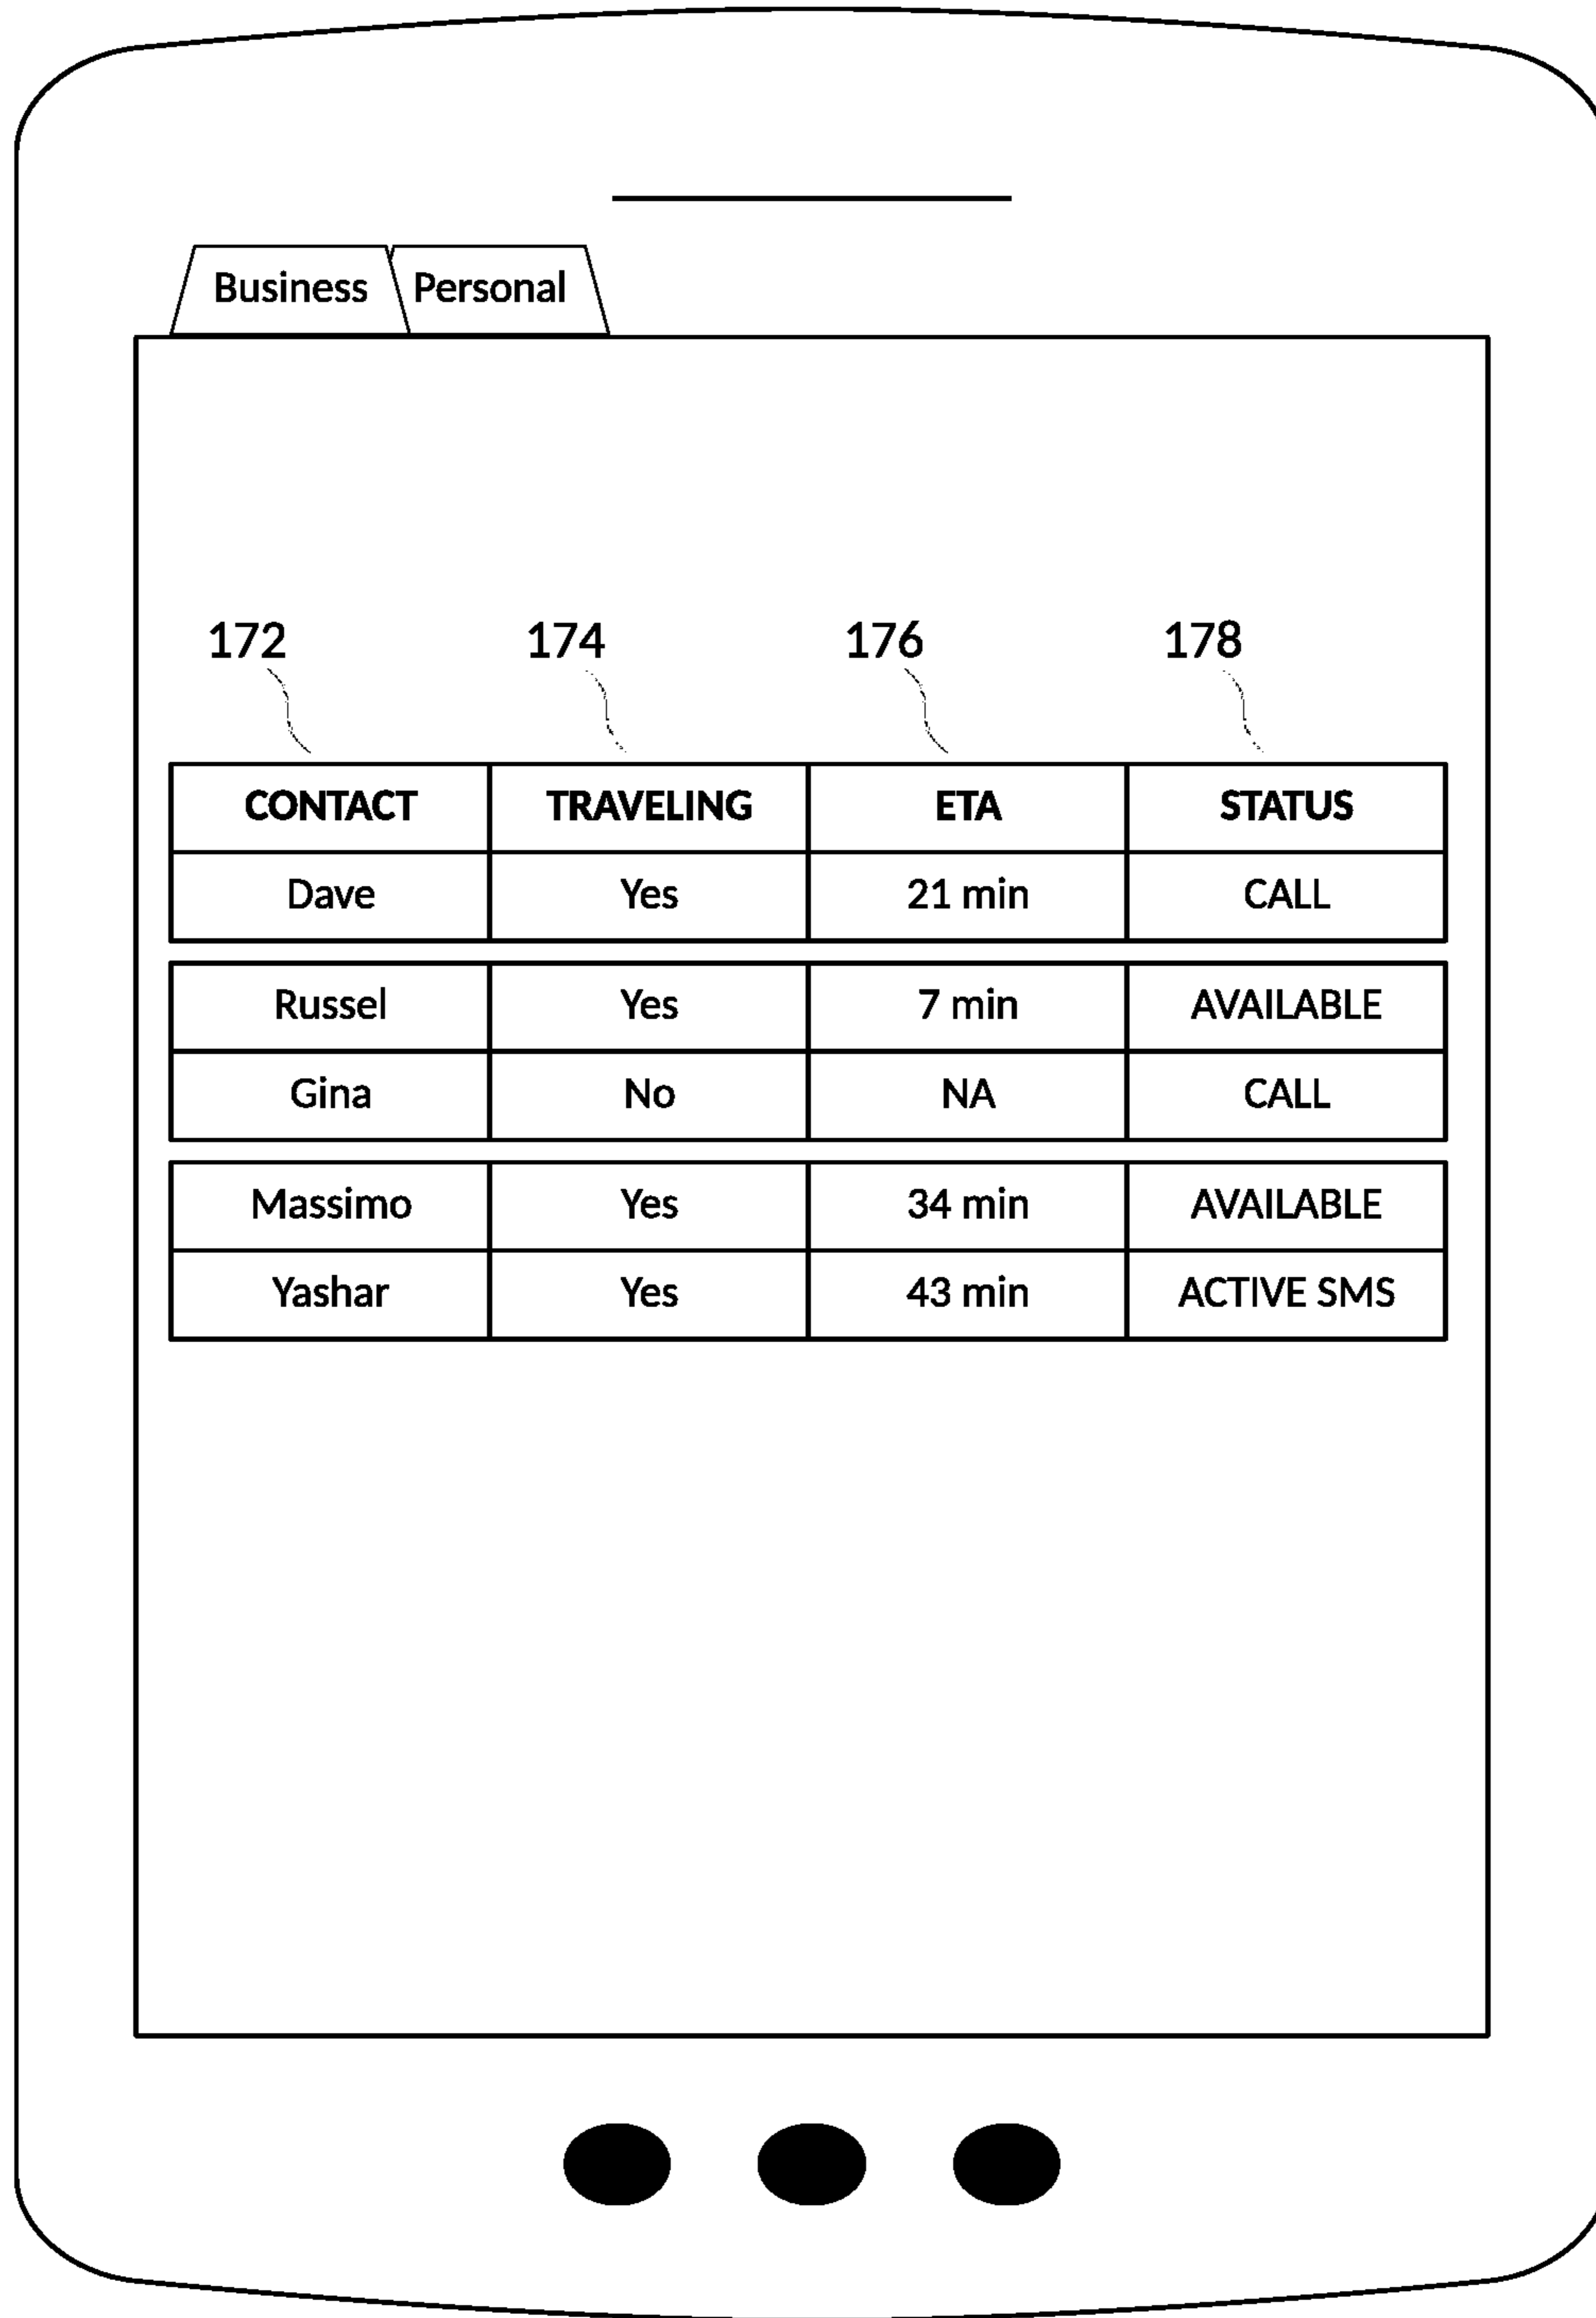 Business Personal
172 174 176 178
CONTACT TRAVELING ETA STATUS
Dave Yes 21 min CALL
Russel Yes 7 min AVAILABLE
Gina No NA CALL
Massimo Yes 34 min AVAILABLE
Yashar Yes 43 min ACTIVE SMS